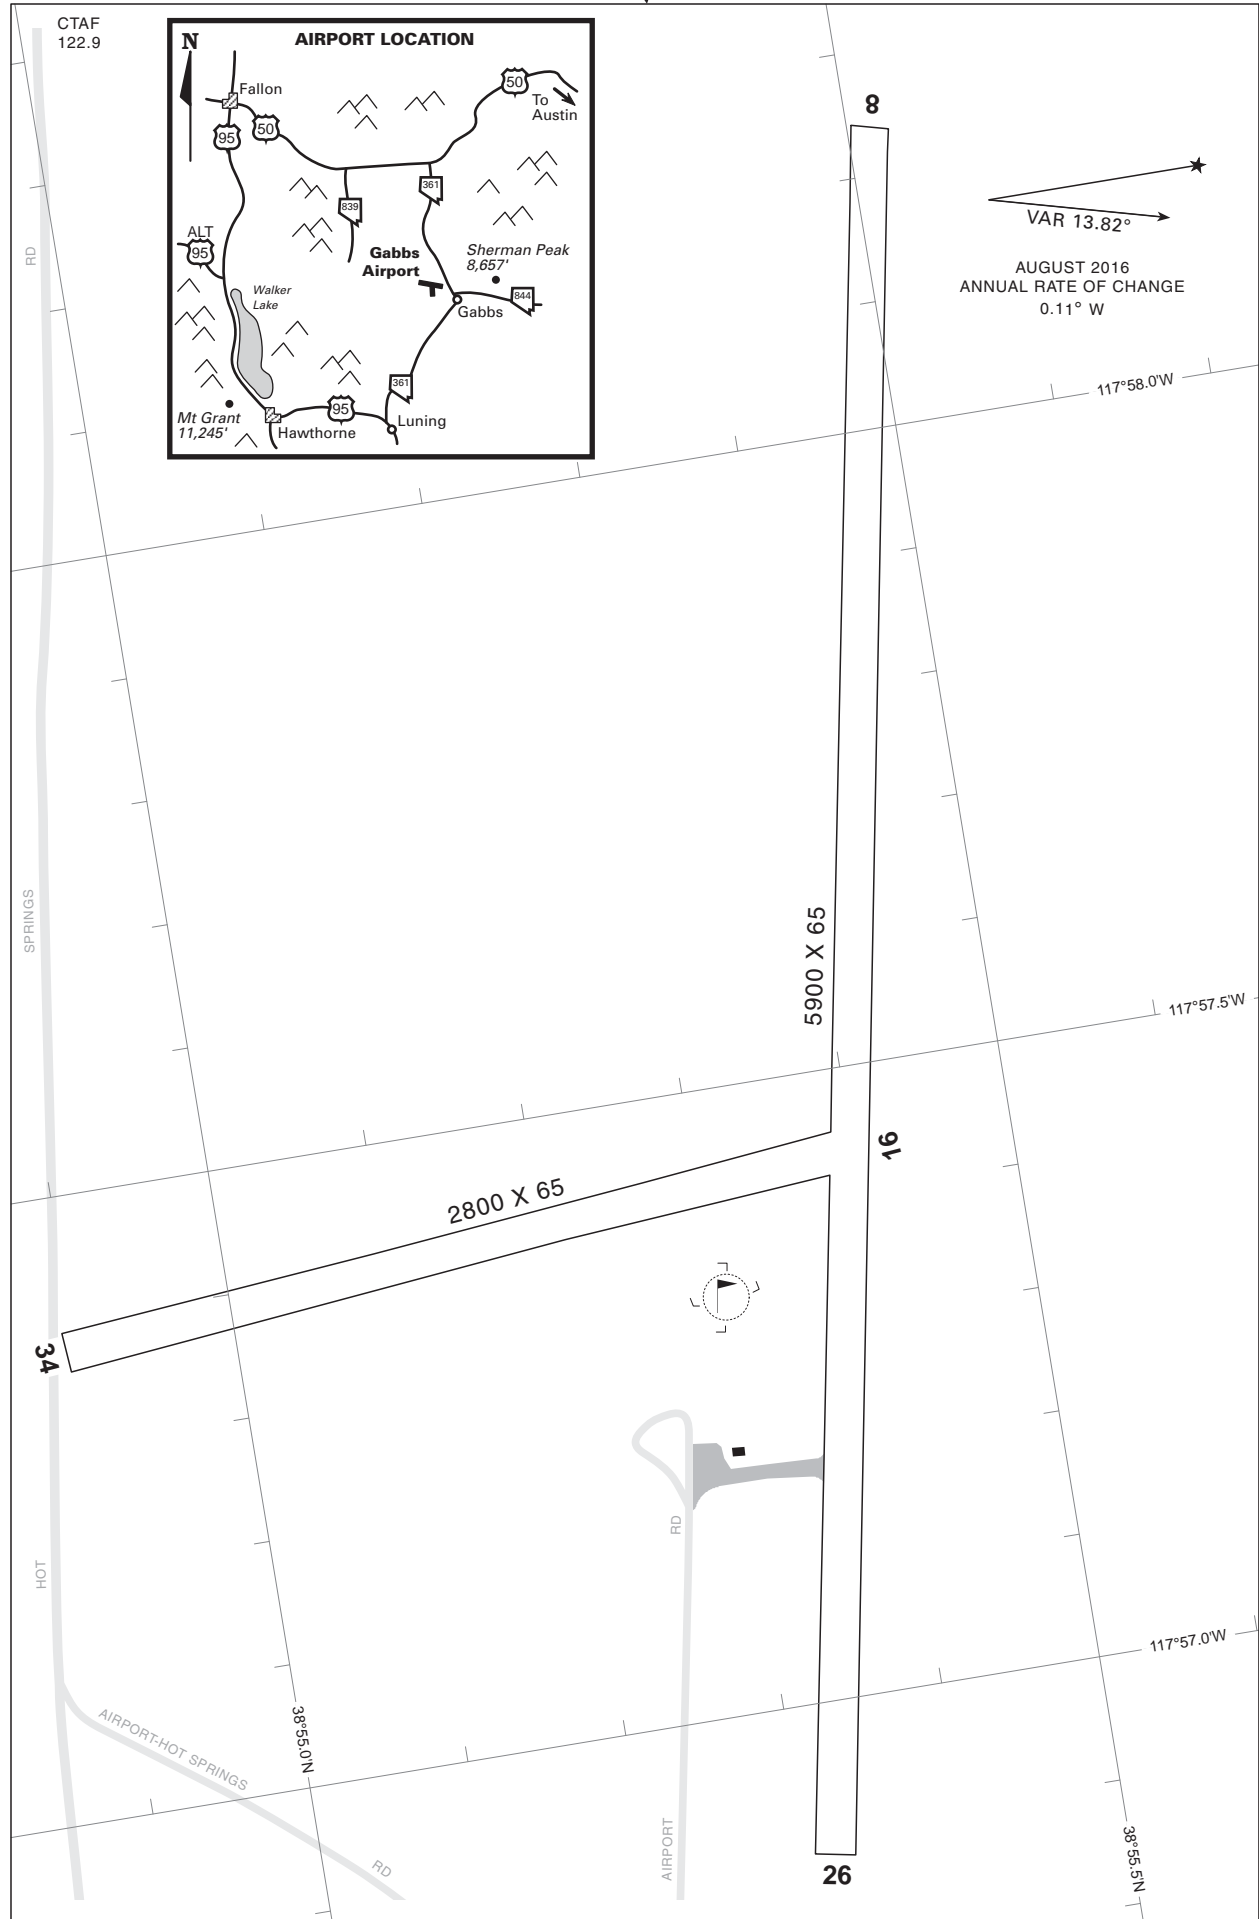 CTAF
122.9
N
AIRPORT LOCATION
Fallon
50
To
Austin
95
50
361
839
ALT
95
Gabbs
Airport
Sherman Peak
8,657'
Walker
Lake
844
Gabbs
361
95
Mt Grant
11,245'
Hawthorne
Luning
8
VAR 13.82°
AUGUST 2016
ANNUAL RATE OF CHANGE
0.11° W
RD
117°58.0'W
SPRINGS
5900 X 65
117°57.5'W
16
2800 X 65
34
RD
HOT
117°57.0'W
38°55.0'N
AIRPORT-HOT SPRINGS
RD
AIRPORT
38°55.5'N
26